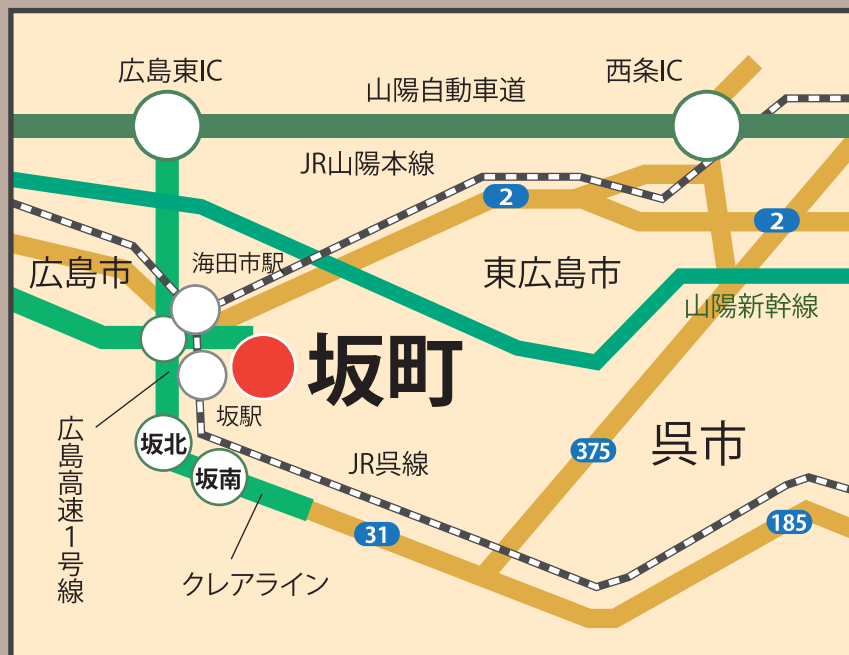 広島東IC
西条IC
山陽自動車道
JR山陽本線
2
2
海田市駅
広島市
東広島市
山陽新幹線
坂町
坂駅
広島高速1号線
坂北
坂南
JR呉線
375
呉市
31
185
クレアライン